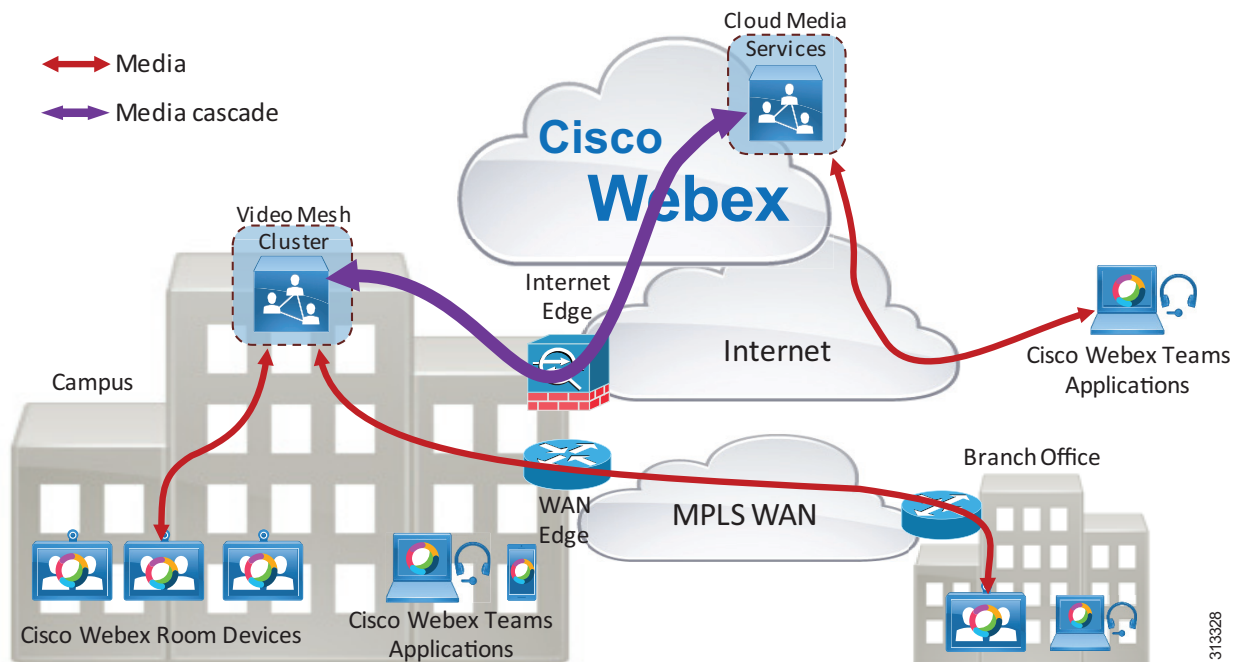 Cloud Media
Services
Media
Media cascade
Cisco
Webex
Video Mesh
Cluster
Internet
Edge
Internet
Cisco Webex Teams
Applications
Campus
Branch Office
WAN
Edge
MPLS WAN
Cisco Webex Room Devices
Cisco Webex Teams
Applications
313328